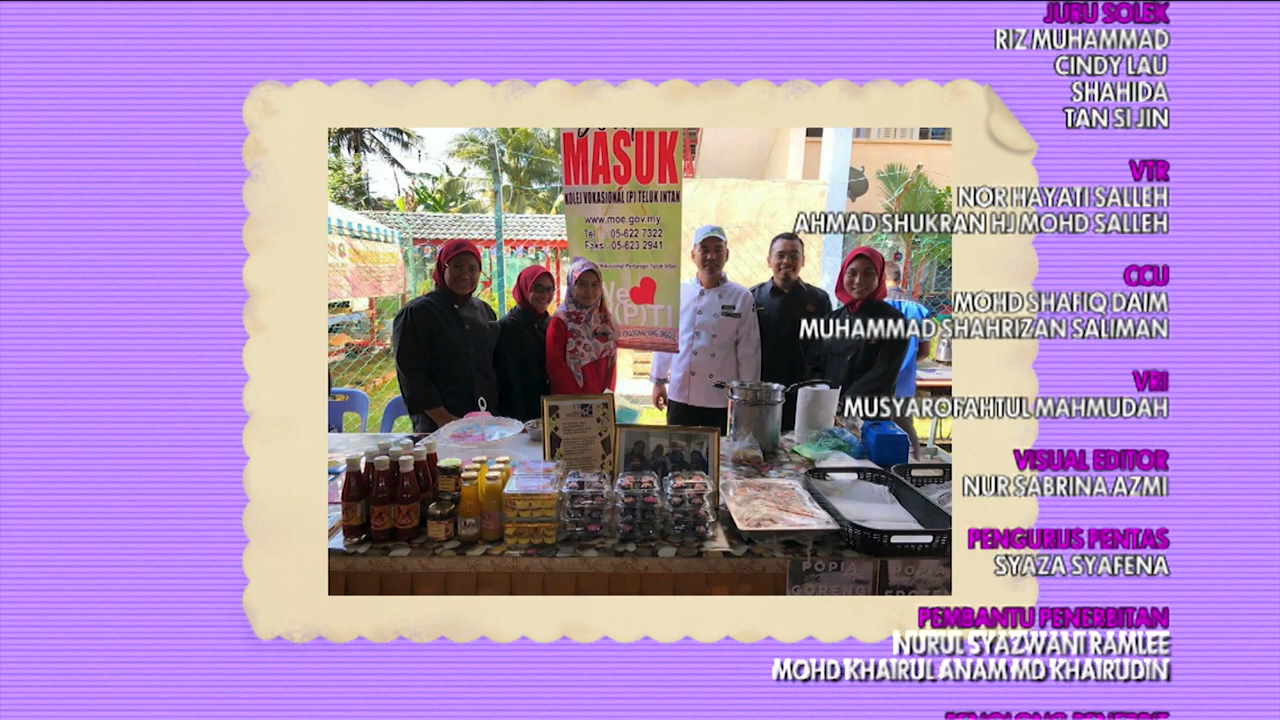 MASUK
KOLEJ VOKASIONAL (P) TELUK INTAN
www.moe.gov.my
Tel : 05-622 7322
Faks : 05-623 2941
POPIA
GORENG
POPIA
JURU SOLEK
RIZ MUHAMMAD
CINDY LAU
SHAHIDA
TAN SI JIN
VTR
NOR HAYATI SALLEH
AHMAD SHUKRAN HJ MOHD SALLEH
CCU
MOHD SHAFIQ DAIM
MUHAMMAD SHAHRIZAN SALIMAN
VRI
MUSYAROFAHTUL MAHMUDAH
VISUAL EDITOR
NUR SABRINA AZMI
PENGURUS PENTAS
SYAZA SYAFENA
PEMBANTU PENERBITAN
NURUL SYAZWANI RAMLEE
MOHD KHAIRUL ANAM MD KHAIRUDIN